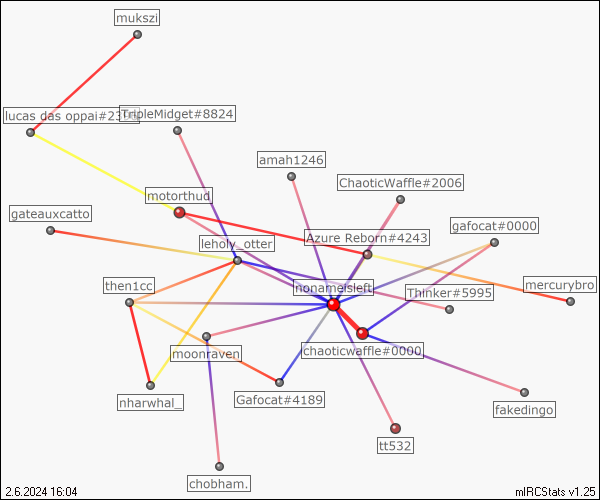 mukszi
lucas das oppai#23
TripleMidget#8824
amah1246
ChaoticWaffle#2006
motorthud
gateauxcatto
gafocat#0000
Azure Reborn#4243
leholy_otter
then1cc
nonameisleft
Thinker#5995
mercurybro
moonraven
chaoticwaffle#0000
nharwhal_
Gafocat#4189
fakedingo
tt532
chobham.
2.6.2024 16:04
mIRCStats v1.25